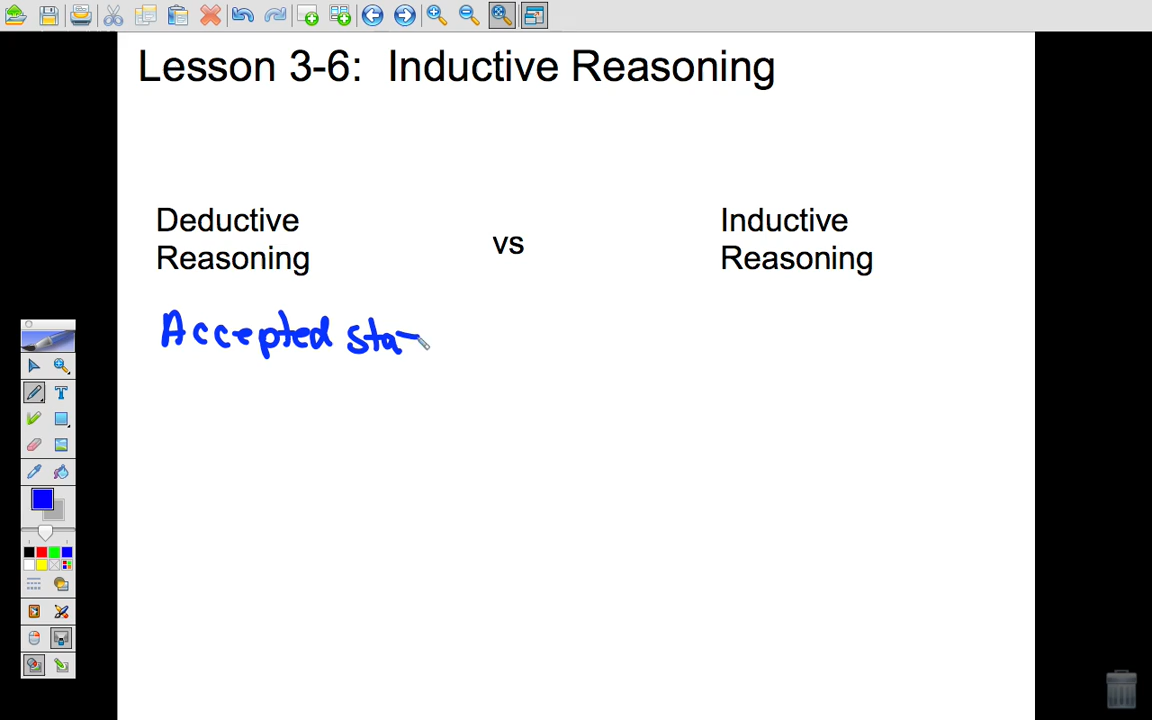 Lesson 3-6: Inductive Reasoning
Deductive
Reasoning
vs
Inductive
Reasoning
Accepted sta